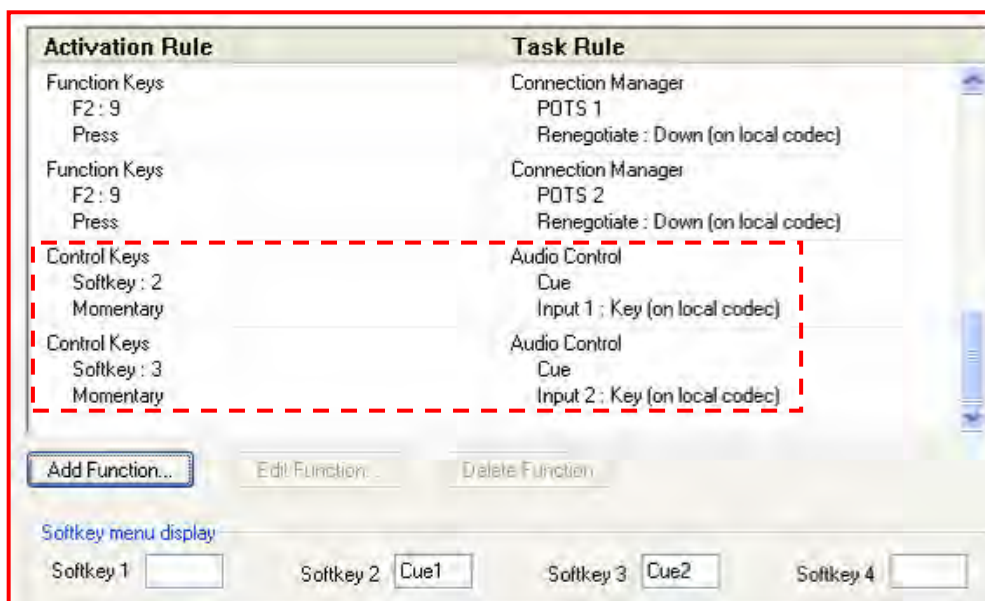 Activation Rule Task Rule
Function Keys Connection Manager
F2 : 9 POTS 1
Press Renegotiate : Down (on local codec)
Function Keys Connection Manager
F2 : 9 POTS 2
Press Renegotiate : Down (on local codec)
Control Keys Audio Control
Softkey : 2 Cue
Momentary Input 1 : Key (on local codec)
Control Keys Audio Control
Softkey : 3 Cue
Momentary Input 2 : Key (on local codec)
Add Function... Edit Function... Delete Function
Softkey menu display
Softkey 1 Softkey 2 Cue1 Softkey 3 Cue2 Softkey 4